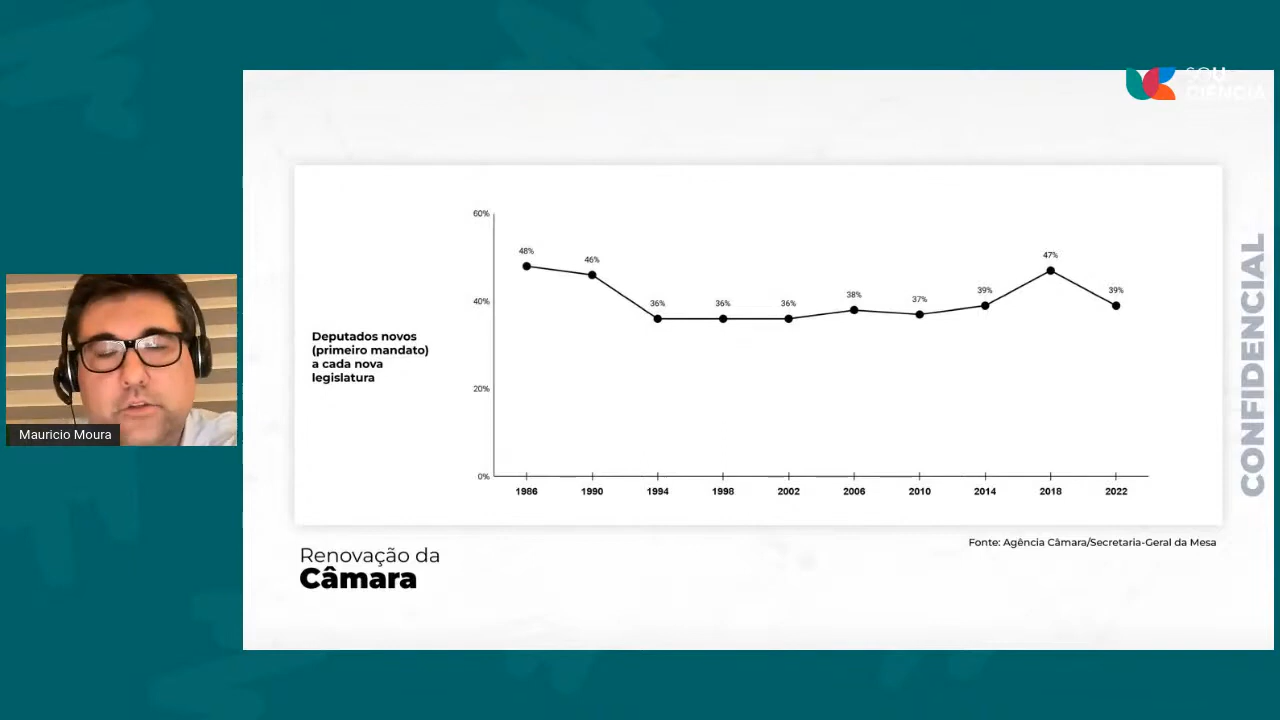 SOU
CIÊNCIA
60%
40%
20%
0%
48%
46%
36%
36%
36%
38%
37%
39%
47%
39%
Deputados novos
(primeiro mandato)
a cada nova
legislatura
1986 1990 1994 1998 2002 2006 2010 2014 2018 2022
Fonte: Agência Câmara/Secretaria-Geral da Mesa
Renovação da
Câmara
CONFIDENCIAL
Mauricio Moura